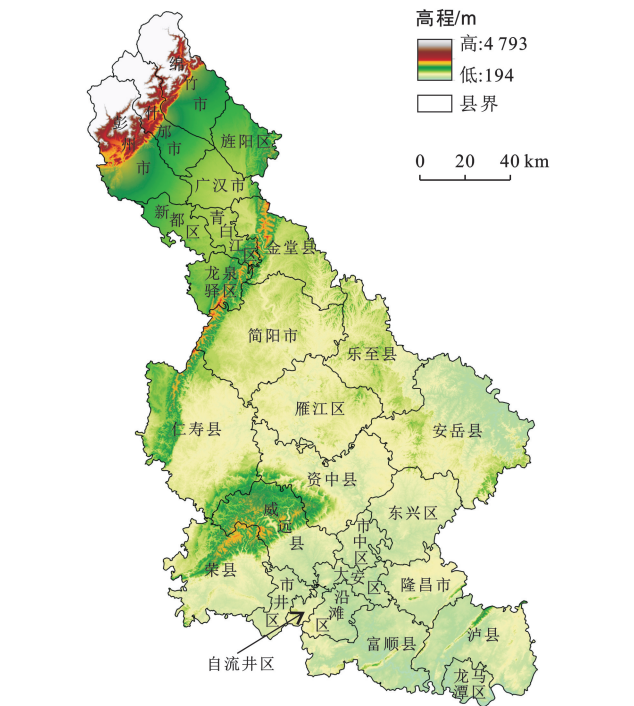 高程/m
高:4 793
低:194
县界
0 20 40 km
绵竹市
什邡市
彭州市
旌阳区
广汉市
新都区
青白江区
金堂县
龙泉驿区
简阳市
乐至县
雁江区
仁寿县
安岳县
资中县
威远县
东兴区
市中区
荣县
大安区
隆昌市
贡井区
沿滩区
富顺县
泸县
自流井区
龙马潭区